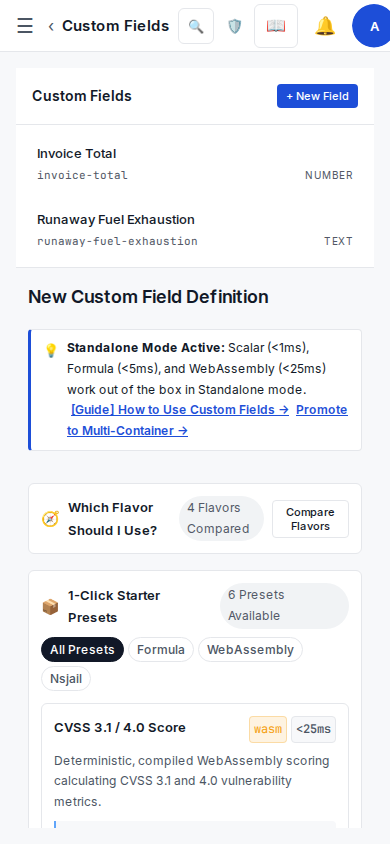 ☰ ‹ Custom Fields A
Custom Fields + New Field
Invoice Total
invoice-total NUMBER
Runaway Fuel Exhaustion
runaway-fuel-exhaustion TEXT
New Custom Field Definition
Standalone Mode Active: Scalar (<1ms),
Formula (<5ms), and WebAssembly (<25ms)
work out of the box in Standalone mode.
[Guide] How to Use Custom Fields → Promote
to Multi-Container →
Which Flavor
Should I Use?
4 Flavors
Compared
Compare
Flavors
1-Click Starter
Presets
6 Presets
Available
All Presets Formula WebAssembly
Nsjail
CVSS 3.1 / 4.0 Score wasm <25ms
Deterministic, compiled WebAssembly scoring
calculating CVSS 3.1 and 4.0 vulnerability
metrics.